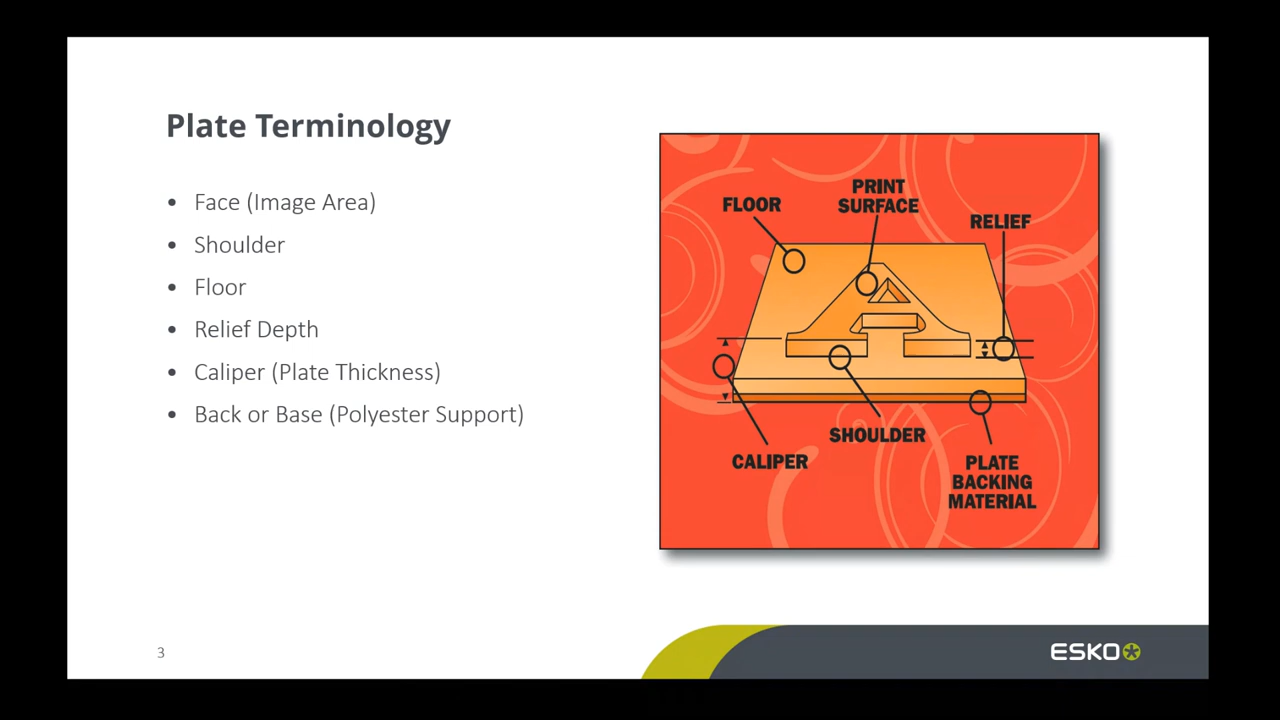 Plate Terminology
• Face (Image Area)
• Shoulder
• Floor
• Relief Depth
• Caliper (Plate Thickness)
• Back or Base (Polyester Support)
FLOOR
PRINT
SURFACE
RELIEF
CALIPER
SHOULDER
PLATE
BACKING
MATERIAL
3
ESKO